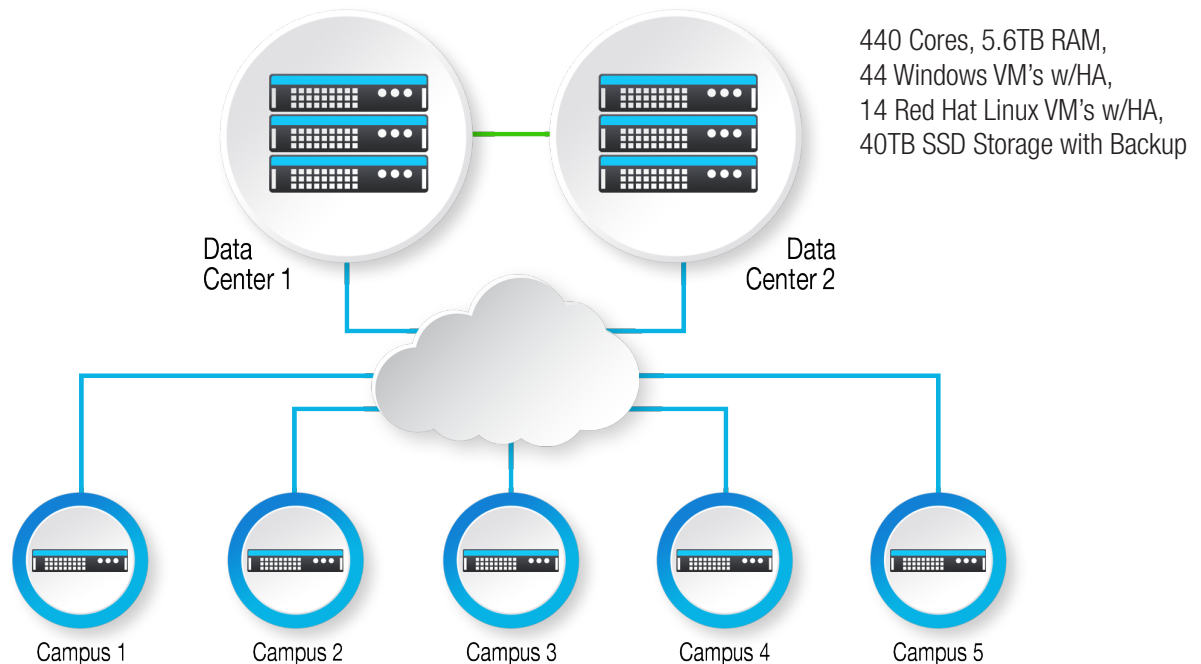 440 Cores, 5.6TB RAM,
44 Windows VM's w/HA,
14 Red Hat Linux VM's w/HA,
40TB SSD Storage with Backup
Data
Center 1
Data
Center 2
Campus 1
Campus 2
Campus 3
Campus 4
Campus 5